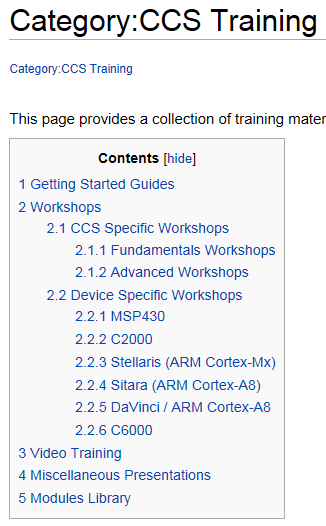 Category:CCS Training
Category:CCS Training
This page provides a collection of training mater
Contents [hide]
1 Getting Started Guides
2 Workshops
2.1 CCS Specific Workshops
2.1.1 Fundamentals Workshops
2.1.2 Advanced Workshops
2.2 Device Specific Workshops
2.2.1 MSP430
2.2.2 C2000
2.2.3 Stellaris (ARM Cortex-Mx)
2.2.4 Sitara (ARM Cortex-A8)
2.2.5 DaVinci / ARM Cortex-A8
2.2.6 C6000
3 Video Training
4 Miscellaneous Presentations
5 Modules Library